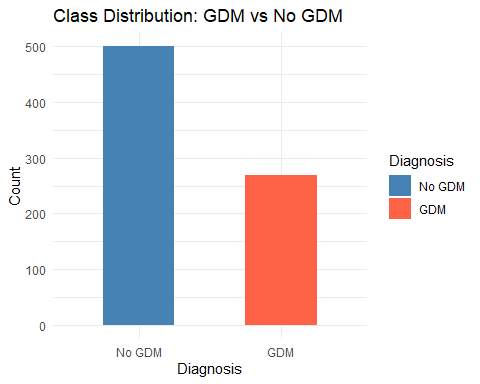 Class Distribution: GDM vs No GDM
500
400
300
200
100
0
Count
No GDM
GDM
Diagnosis
Diagnosis
No GDM
GDM